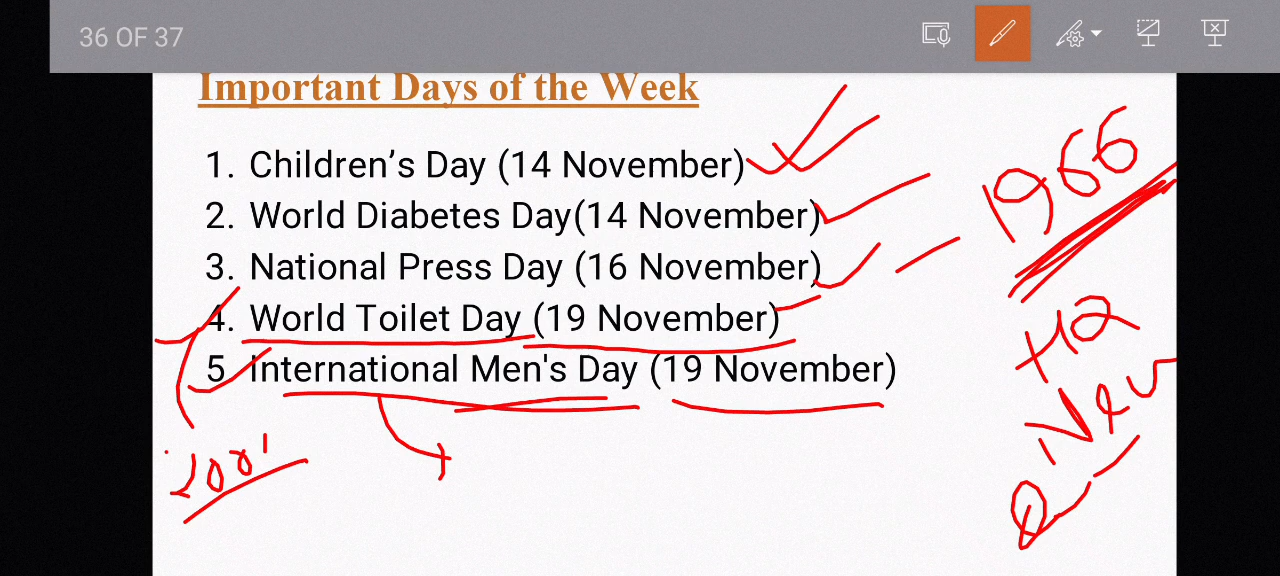 36 OF 37
Important Days of the Week
1. Children’s Day (14 November)
2. World Diabetes Day(14 November)
3. National Press Day (16 November)
4. World Toilet Day (19 November)
5 International Men's Day (19 November)
1966
2001